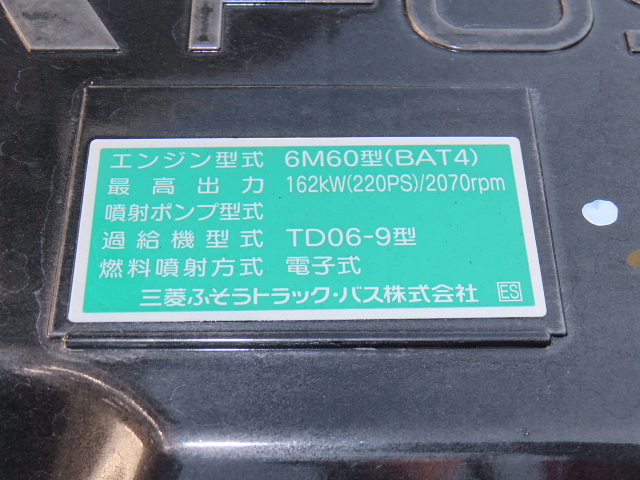 エンジン型式 6M60型(BAT4)
最高出力 162kW(220PS)/2070rpm
噴射ポンプ型式
過給機型式 TD06-9型
燃料噴射方式 電子式
三菱ふそうトラック・バス株式会社 ES